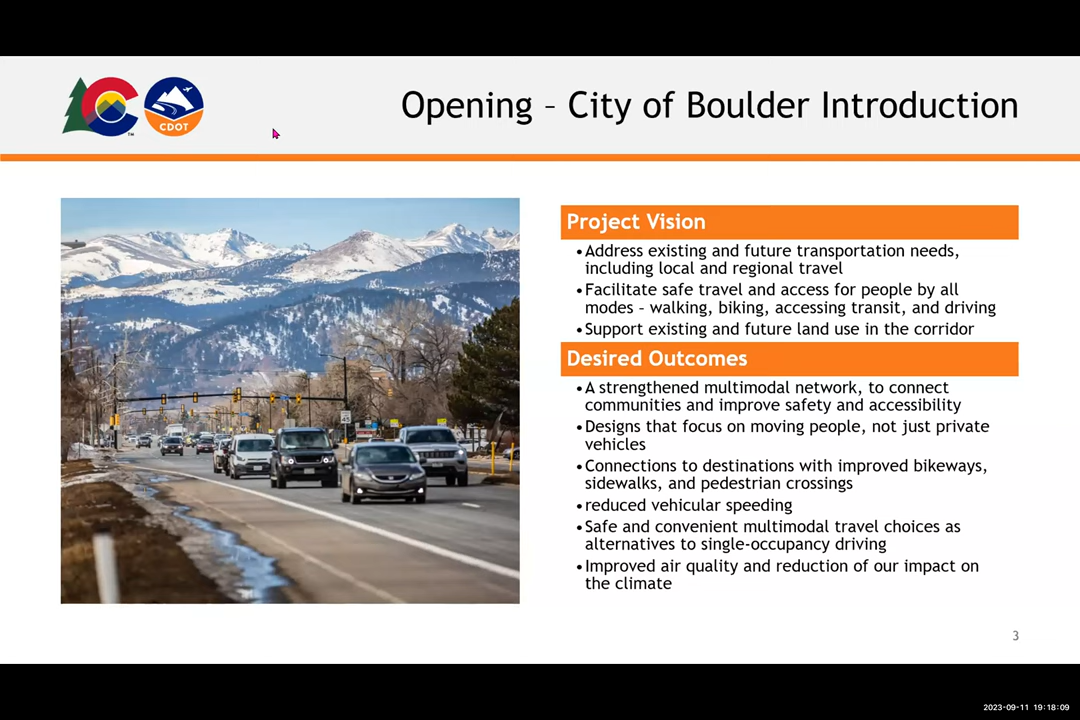 CDOT
TM
Opening – City of Boulder Introduction
Project Vision
•Address existing and future transportation needs,
including local and regional travel
•Facilitate safe travel and access for people by all
modes – walking, biking, accessing transit, and driving
•Support existing and future land use in the corridor
Desired Outcomes
•A strengthened multimodal network, to connect
communities and improve safety and accessibility
•Designs that focus on moving people, not just private
vehicles
•Connections to destinations with improved bikeways,
sidewalks, and pedestrian crossings
•reduced vehicular speeding
•Safe and convenient multimodal travel choices as
alternatives to single-occupancy driving
•Improved air quality and reduction of our impact on
the climate
45
3
2023-09-11 19:18:09